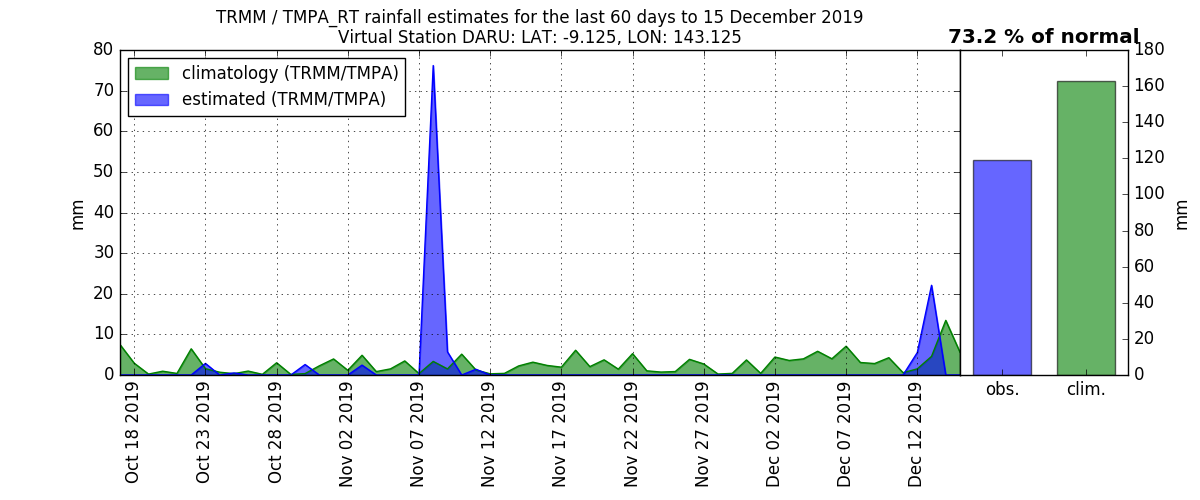 TRMM / TMPA_RT rainfall estimates for the last 60 days to 15 December 2019
Virtual Station DARU: LAT: -9.125, LON: 143.125
73.2 % of normal
climatology (TRMM/TMPA)
estimated (TRMM/TMPA)
mm
80
70
60
50
40
30
20
10
0
Oct 18 2019
Oct 23 2019
Oct 28 2019
Nov 02 2019
Nov 07 2019
Nov 12 2019
Nov 17 2019
Nov 22 2019
Nov 27 2019
Dec 02 2019
Dec 07 2019
Dec 12 2019
180
160
140
120
100
80
60
40
20
0
mm
obs.
clim.